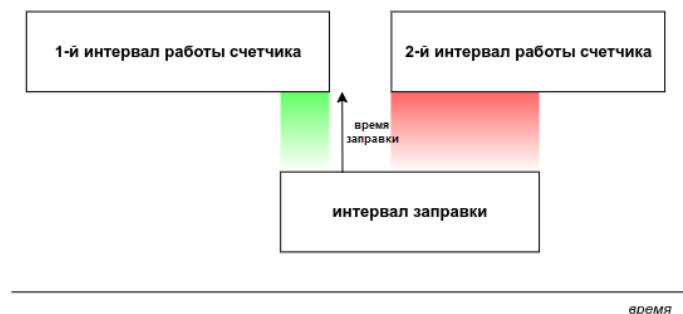 1-й интервал работы счетчика
2-й интервал работы счетчика
время
заправки
интервал заправки
время